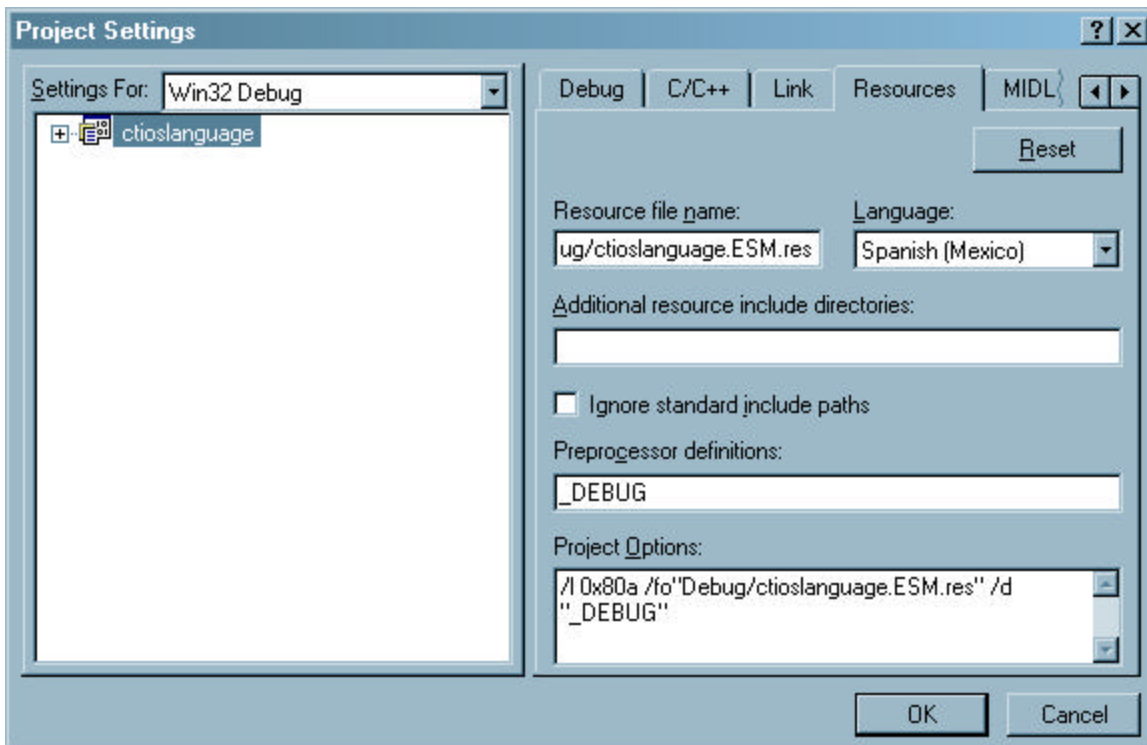 Project Settings
Settings For: Win32 Debug
ctioslanguage
Debug C/C++ Link Resources MIDL
Reset
Resource file name: Language:
ug/ctioslanguage.ESM.res Spanish (Mexico)
Additional resource include directories:
Ignore standard include paths
Preprocessor definitions:
_DEBUG
Project Options:
/l 0x80a /fo"Debug/ctioslanguage.ESM.res" /d
"_DEBUG"
OK Cancel